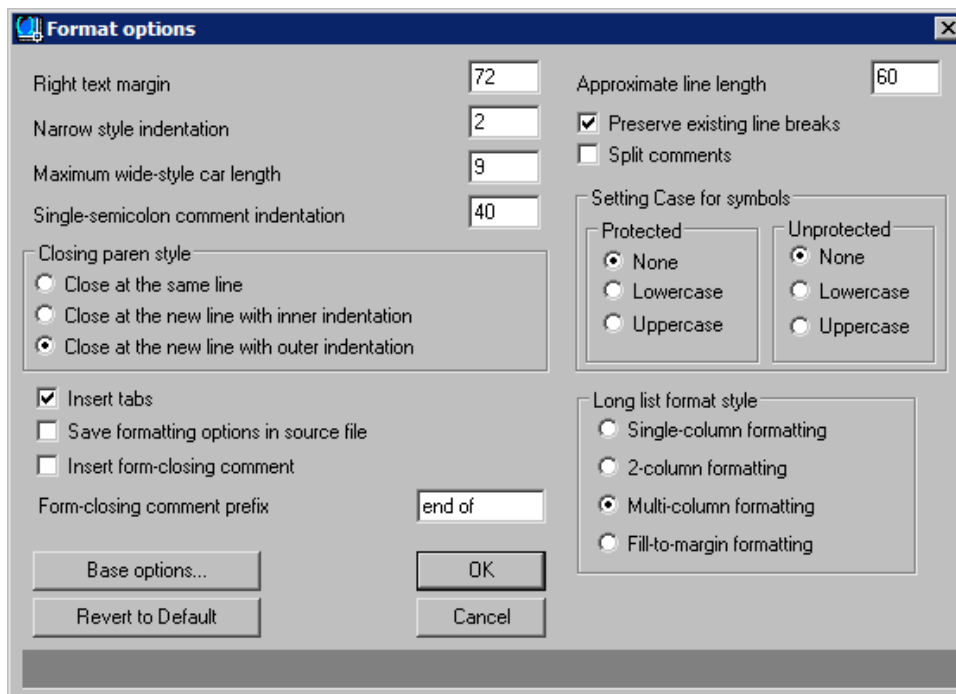 Format options
Right text margin 72
Narrow style indentation 2
Maximum wide-style car length 9
Single-semicolon comment indentation 40
Closing paren style
Close at the same line
Close at the new line with inner indentation
Close at the new line with outer indentation
Insert tabs
Save formatting options in source file
Insert form-closing comment
Form-closing comment prefix end of
Base options... OK
Revert to Default Cancel
Approximate line length 60
Preserve existing line breaks
Split comments
Setting Case for symbols
Protected
None
Lowercase
Uppercase
Unprotected
None
Lowercase
Uppercase
Long list format style
Single-column formatting
2-column formatting
Multi-column formatting
Fill-to-margin formatting